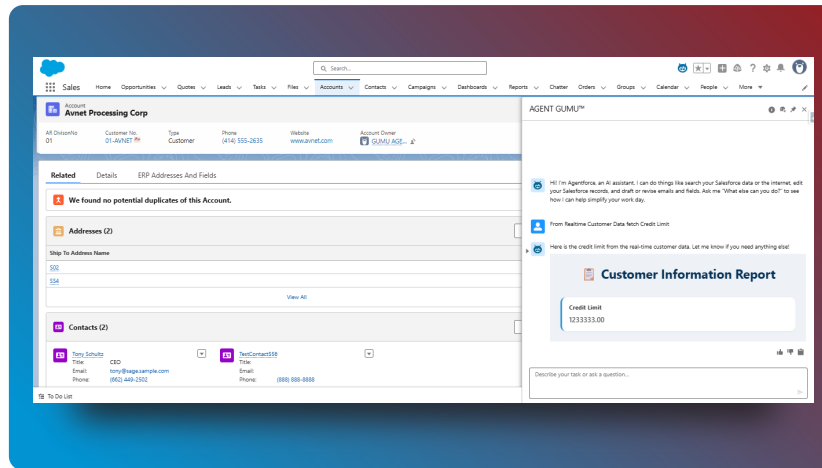 Search...
Sales Home Opportunities Quotes Leads Tasks Files Accounts Contacts Campaigns Dashboards Reports Chatter Orders Groups Calendar People More
Account
Avnet Processing Corp
AR DivisonNo Customer No. Type Phone Website Account Owner
01 01-AVNET Customer (414) 555-2635 www.avnet.com GUMU AGE...
Related Details ERP Addresses And Fields
We found no potential duplicates of this Account.
Addresses (2)
Ship To Address Name
502
554
View All
Contacts (2)
Tony Schultz
Title: CEO
Email: tony@sage.sample.com
Phone: (662) 449-2502
TestContact558
Title:
Email:
Phone: (888) 888-8888
To Do List
AGENT GUMU™
Hi! I'm Agentforce, an AI assistant. I can do things like search your Salesforce data or the internet, edit
your Salesforce records, and draft or revise emails and fields. Ask me "What else can you do?" to see
how I can help simplify your work day.
From Realtime Customer Data fetch Credit Limit
Here is the credit limit from the real-time customer data. Let me know if you need anything else!
Customer Information Report
Credit Limit
1233333.00
Describe your task or ask a question...